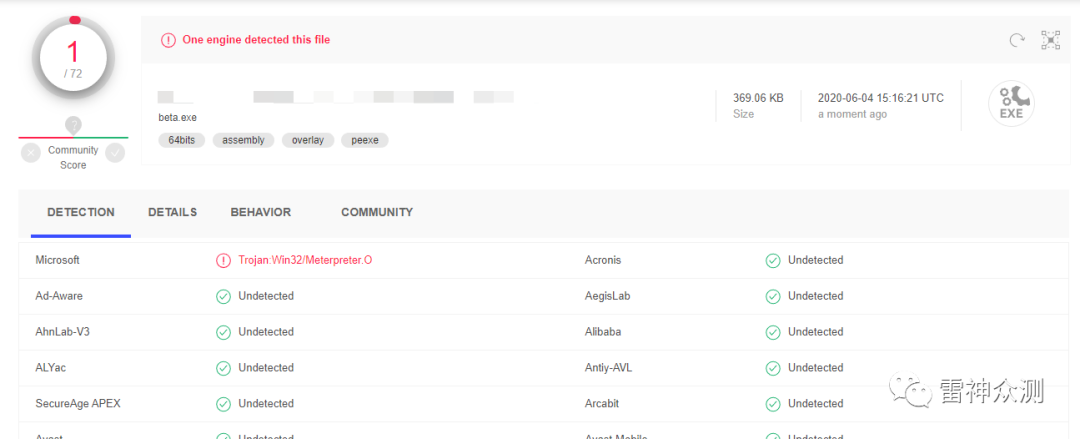 One engine detected this file
1
/ 72
369.06 KB
2020-06-04 15:16:21 UTC
EXE
Size
a moment ago
beta.exe
64bits assembly overlay peexe
?
Community
Score
DETECTION DETAILS BEHAVIOR COMMUNITY
Microsoft Trojan:Win32/Meterpreter.O Acronis Undetected
Ad-Aware Undetected AegisLab Undetected
AhnLab-V3 Undetected Alibaba Undetected
ALYac Undetected Antiy-AVL Undetected
SecureAge APEX Undetected Arcabit Undetected
Avast Undetected Avast-Mobile Undetected
雷神众测